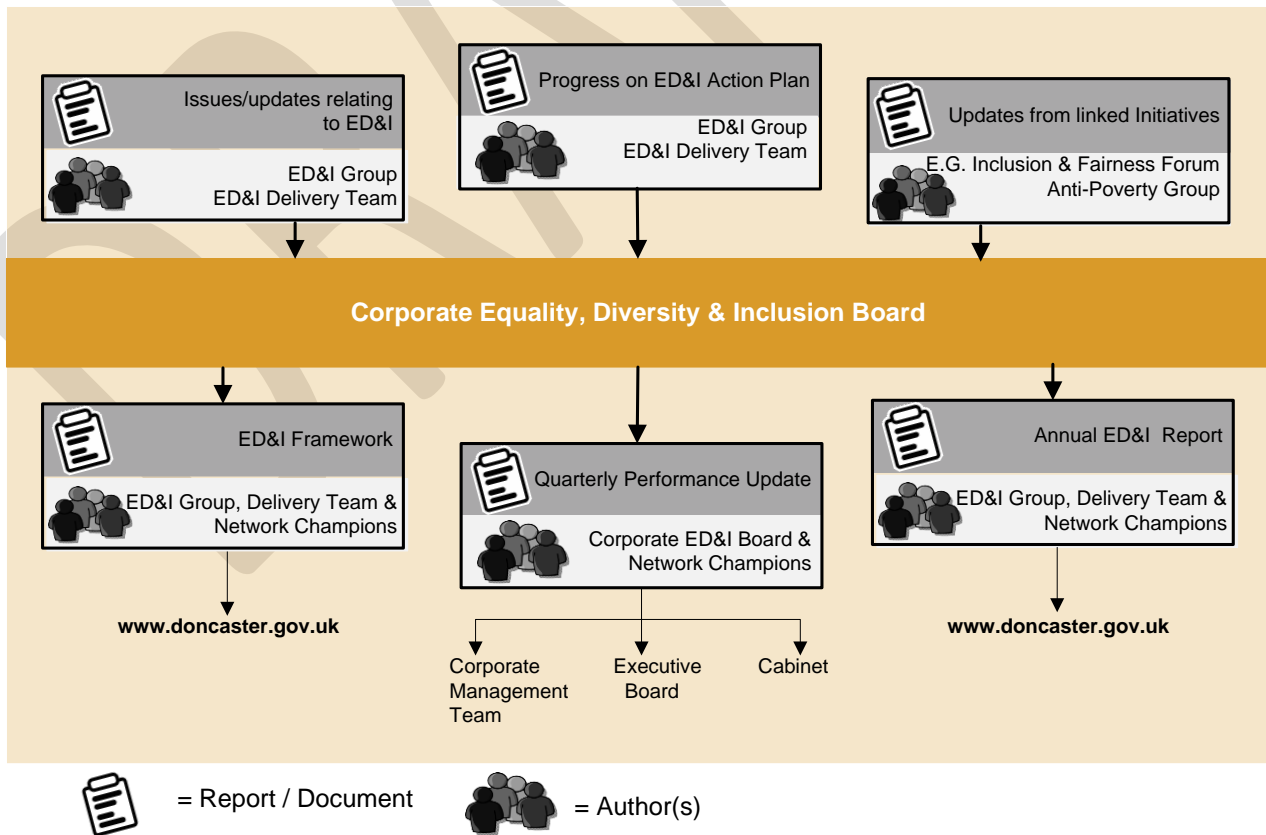 Issues/updates relating
to ED&I
ED&I Group
ED&I Delivery Team
Progress on ED&I Action Plan
ED&I Group
ED&I Delivery Team
Updates from linked Initiatives
E.G. Inclusion & Fairness Forum
Anti-Poverty Group
Corporate Equality, Diversity & Inclusion Board
ED&I Framework
ED&I Group, Delivery Team &
Network Champions
www.doncaster.gov.uk
Quarterly Performance Update
Corporate ED&I Board &
Network Champions
Corporate
Management
Team
Executive
Board
Cabinet
Annual ED&I Report
ED&I Group, Delivery Team &
Network Champions
www.doncaster.gov.uk
= Report / Document
= Author(s)